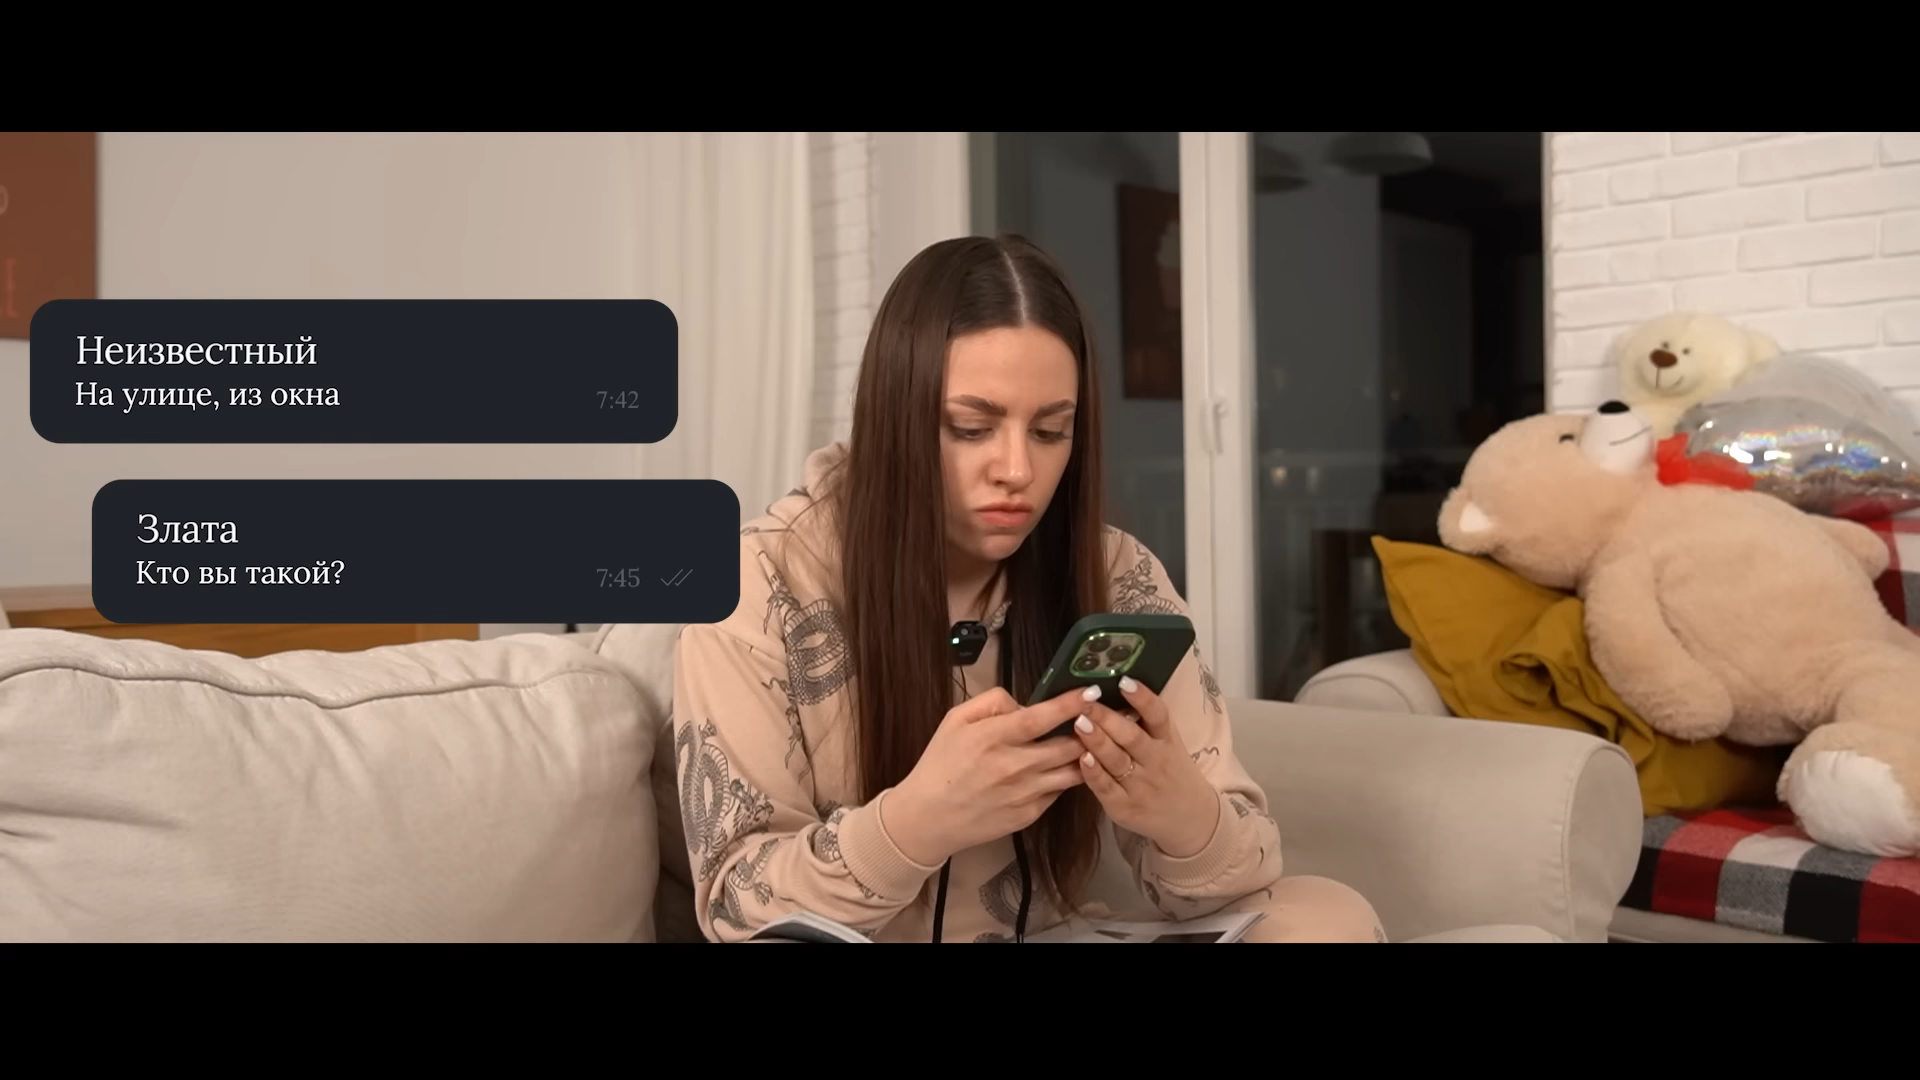 Неизвестный
На улице, из окна
7:42
Злата
Кто вы такой?
7:45